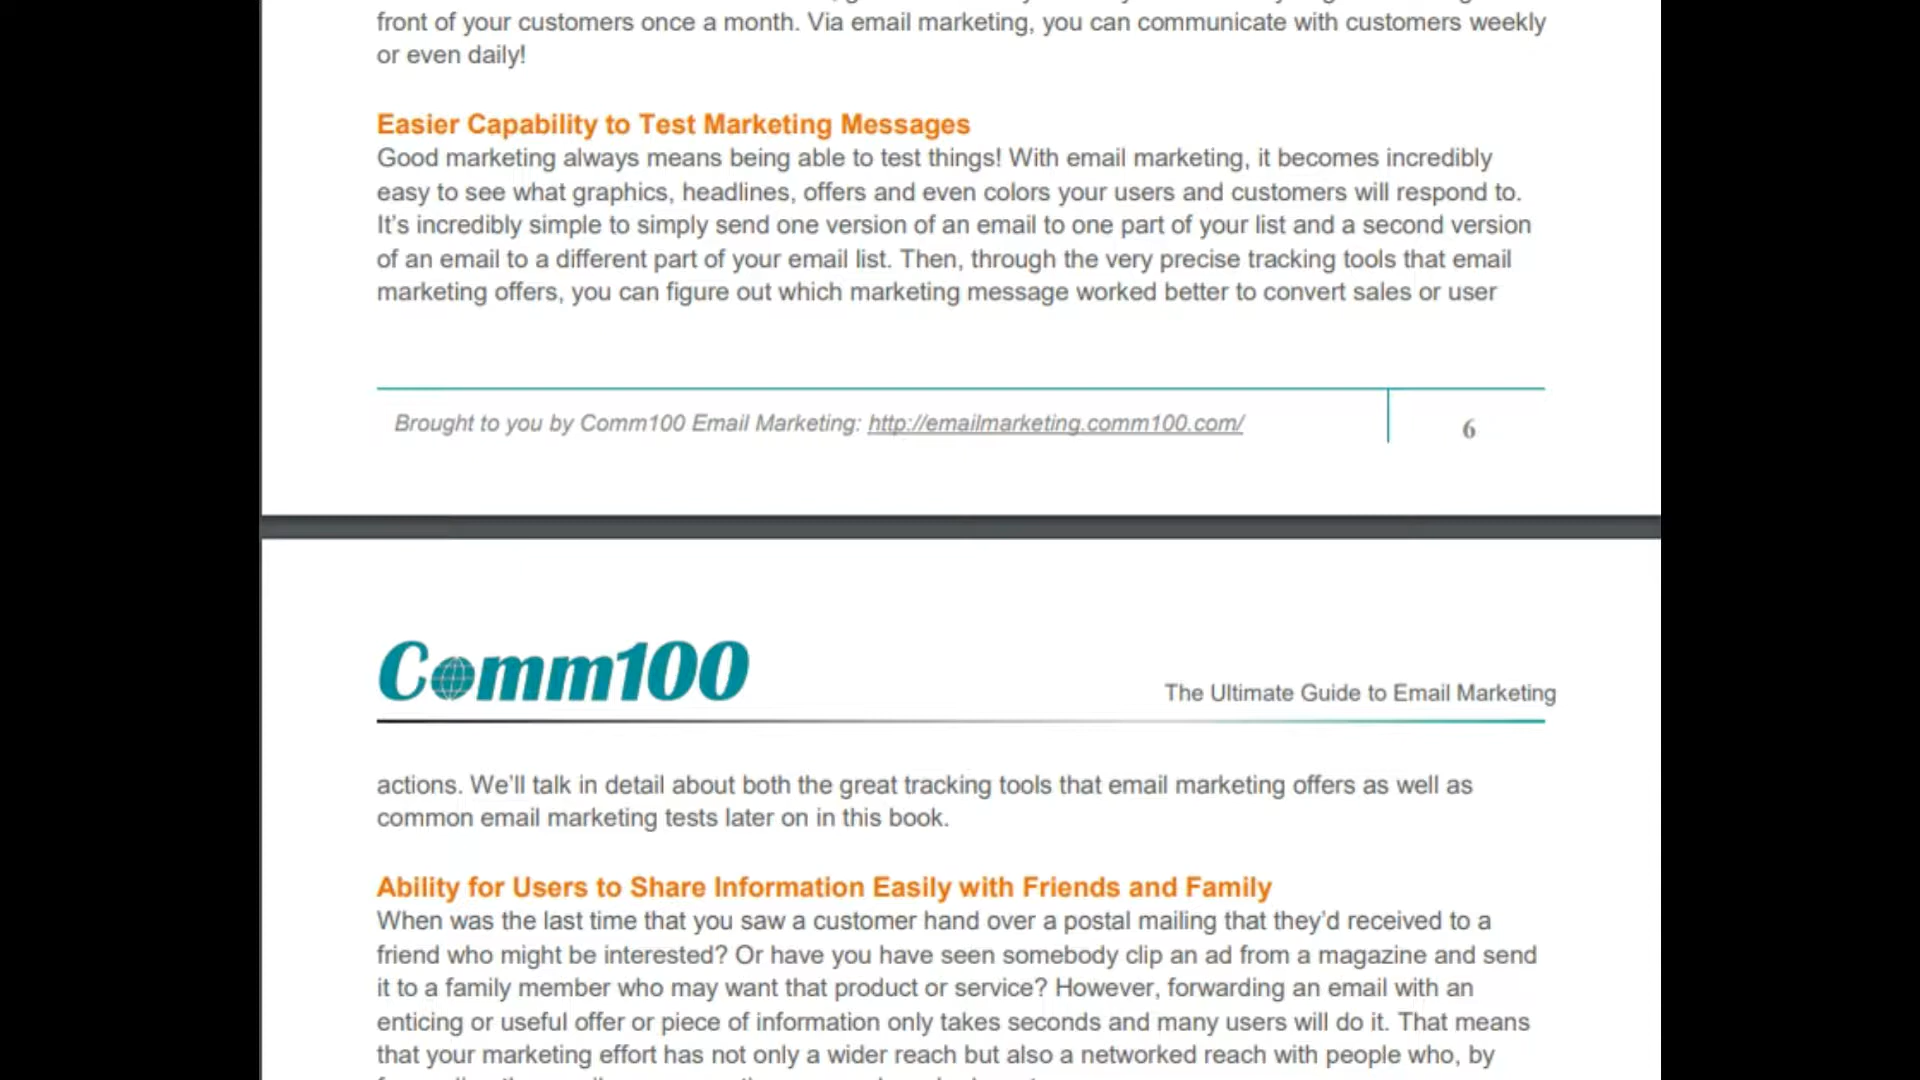 front of your customers once a month. Via email marketing, you can communicate with customers weekly
or even daily!
Easier Capability to Test Marketing Messages
Good marketing always means being able to test things! With email marketing, it becomes incredibly
easy to see what graphics, headlines, offers and even colors your users and customers will respond to.
It’s incredibly simple to simply send one version of an email to one part of your list and a second version
of an email to a different part of your email list. Then, through the very precise tracking tools that email
marketing offers, you can figure out which marketing message worked better to convert sales or user
Brought to you by Comm100 Email Marketing: http://emailmarketing.comm100.com/
6
Comm100
The Ultimate Guide to Email Marketing
actions. We’ll talk in detail about both the great tracking tools that email marketing offers as well as
common email marketing tests later on in this book.
Ability for Users to Share Information Easily with Friends and Family
When was the last time that you saw a customer hand over a postal mailing that they’d received to a
friend who might be interested? Or have you have seen somebody clip an ad from a magazine and send
it to a family member who may want that product or service? However, forwarding an email with an
enticing or useful offer or piece of information only takes seconds and many users will do it. That means
that your marketing effort has not only a wider reach but also a networked reach with people who, by